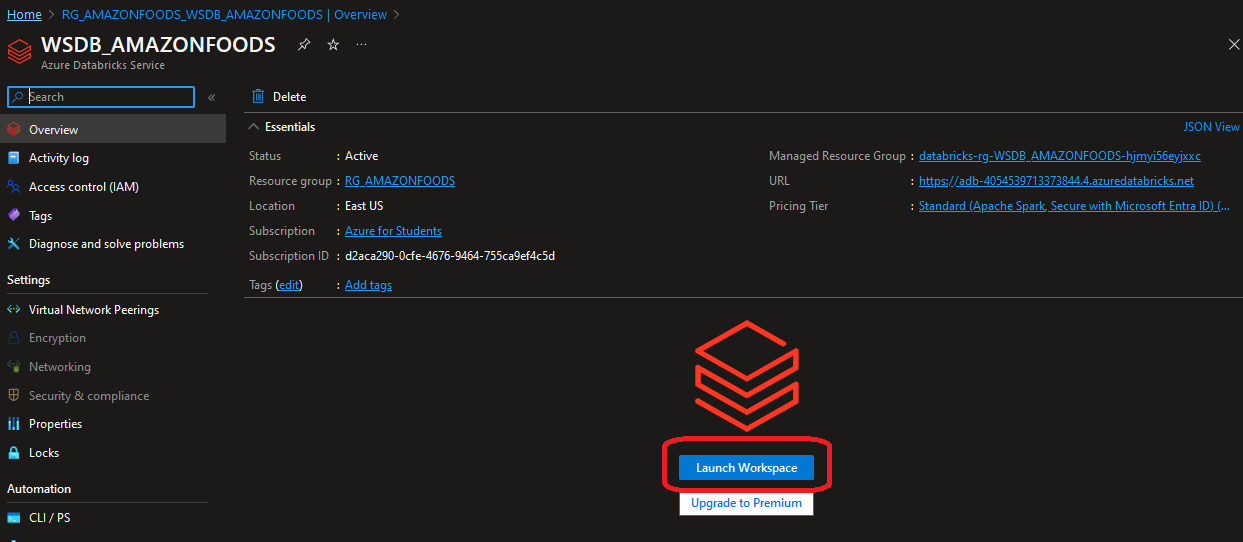 Home > RG_AMAZONFOODS_WSDB_AMAZONFOODS | Overview >
WSDB_AMAZONFOODS ...
Azure Databricks Service
Search
«
Overview
Activity log
Access control (IAM)
Tags
Diagnose and solve problems
Settings
Virtual Network Peerings
Encryption
Networking
Security & compliance
Properties
Locks
Automation
CLI / PS
Delete
Essentials
JSON View
Status : Active
Resource group : RG_AMAZONFOODS
Location : East US
Subscription : Azure for Students
Subscription ID : d2aca290-0cfe-4676-9464-755ca9ef4c5d
Tags (edit) : Add tags
Managed Resource Group : databricks-rg-WSDB_AMAZONFOODS-hjmyi56eyjxxc
URL : https://adb-4054539713373844.4.azuredatabricks.net
Pricing Tier : Standard (Apache Spark, Secure with Microsoft Entra ID) (...
Launch Workspace
Upgrade to Premium